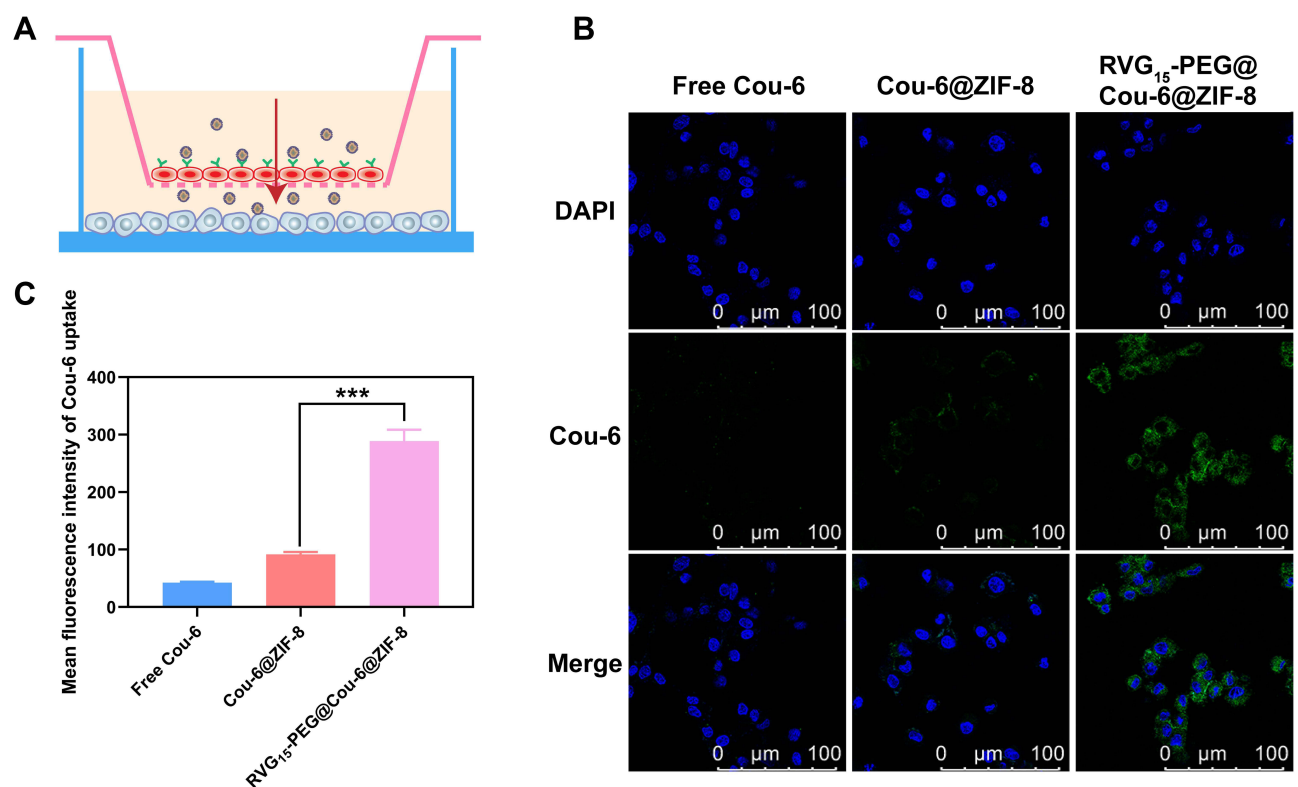 A
B
Free Cou-6
Cou-6@ZIF-8
RVG15-PEG@
Cou-6@ZIF-8
DAPI
0 µm 100
0 µm 100
0 µm 100
Cou-6
0 µm 100
0 µm 100
0 µm 100
Merge
0 µm 100
0 µm 100
0 µm 100
C
Mean fluorescence intensity of Cou-6 uptake
400
300
200
100
0
***
Free Cou-6
Cou-6@ZIF-8
RVG15-PEG@Cou-6@ZIF-8